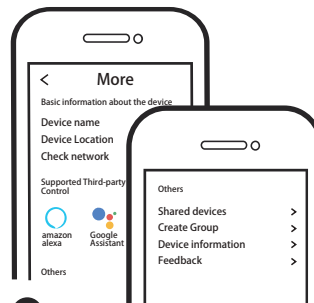 <
More
Basic information about the device
Device name
Device Location
Check network
Supported Third-party
Control
amazon
alexa
Google
Assistant
Others
Others
Shared devices >
Create Group >
Device information >
Feedback >